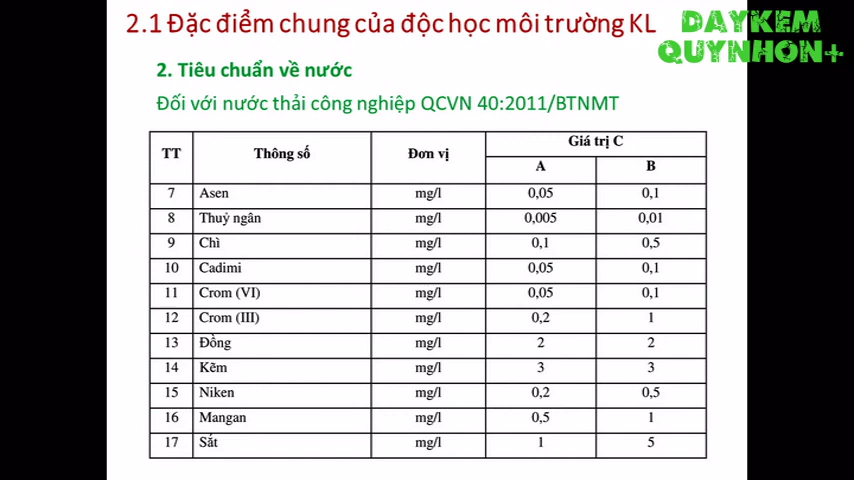 2.1 Đặc điểm chung của độc học môi trường KL
DAYKEM
QUYNHON+
2. Tiêu chuẩn về nước
Đối với nước thải công nghiệp QCVN 40:2011/BTNMT
TT Thông số Đơn vị Giá trị C
A B
7 Asen mg/l 0,05 0,1
8 Thuỷ ngân mg/l 0,005 0,01
9 Chì mg/l 0,1 0,5
10 Cadimi mg/l 0,05 0,1
11 Crom (VI) mg/l 0,05 0,1
12 Crom (III) mg/l 0,2 1
13 Đồng mg/l 2 2
14 Kẽm mg/l 3 3
15 Niken mg/l 0,2 0,5
16 Mangan mg/l 0,5 1
17 Sắt mg/l 1 5